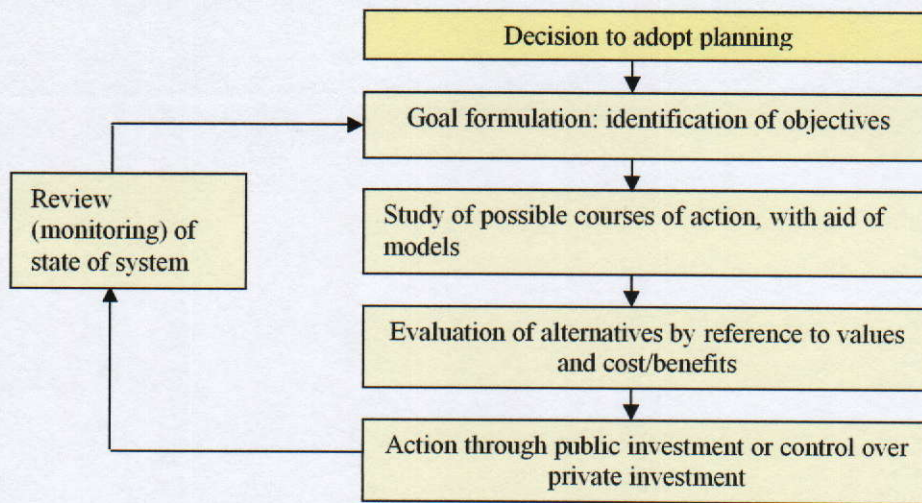 Decision to adopt planning
Goal formulation: identification of objectives
Review
(monitoring) of
state of system
Study of possible courses of action, with aid of
models
Evaluation of alternatives by reference to values
and cost/benefits
Action through public investment or control over
private investment